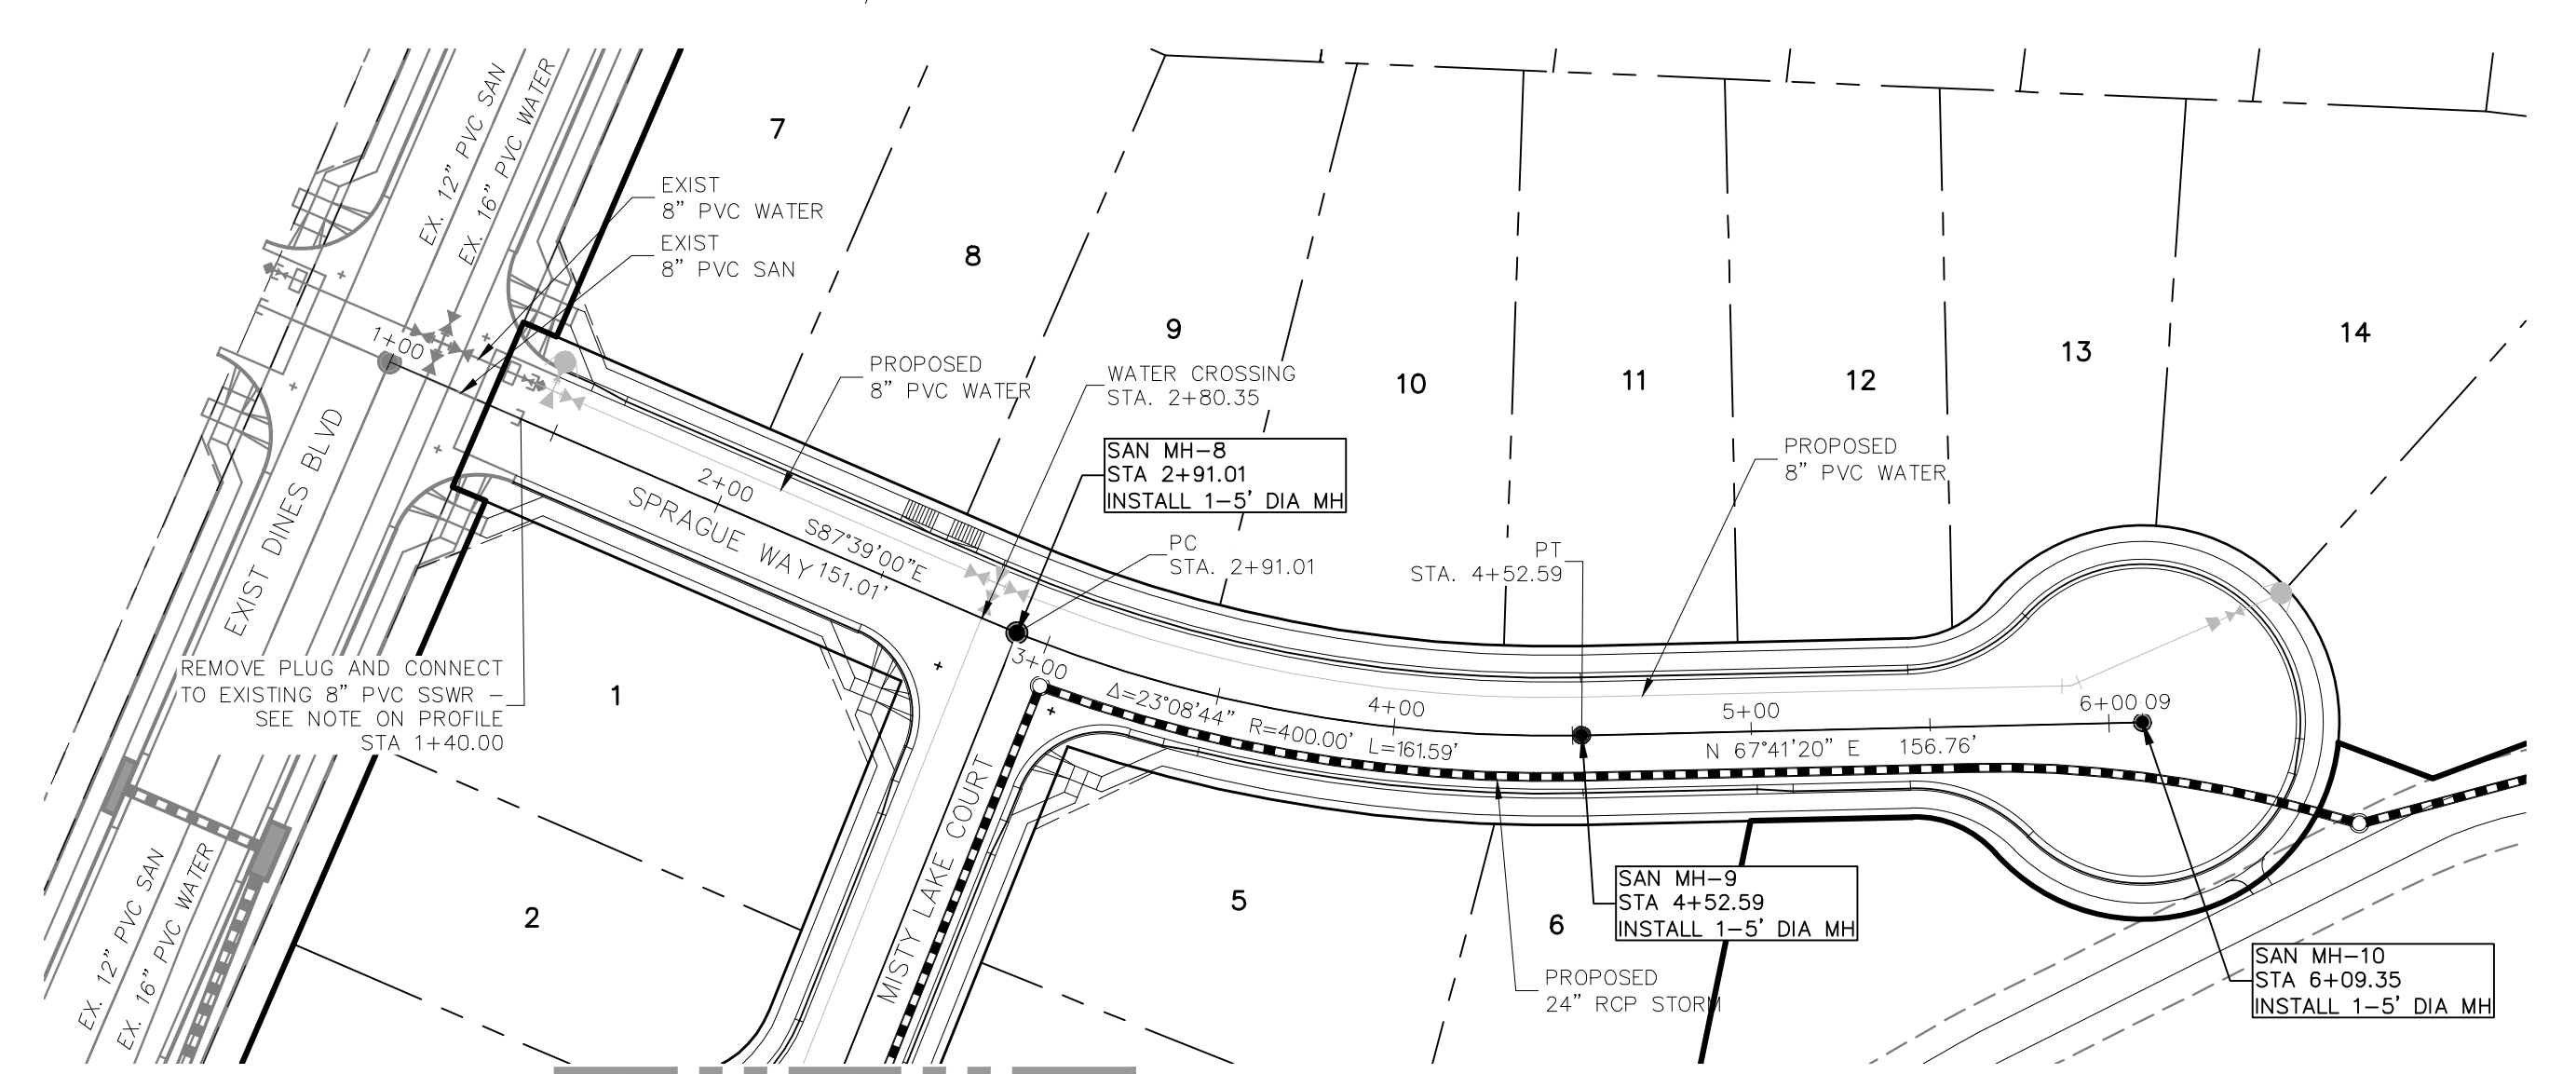 EX. 12" PVC SAN
EX. 16" PVC WATER
7
EXIST
8" PVC WATER
EXIST
8" PVC SAN
8
9
10
11
12
13
14
1+00
PROPOSED
8" PVC WATER
WATER CROSSING
STA. 2+80.35
SAN MH-8
STA 2+91.01
INSTALL 1-5' DIA MH
PROPOSED
8" PVC WATER
EXIST DINES BLVD
2+00
SPRAGUE WAY
S87°39'00"E
151.01'
PC
STA. 2+91.01
PT
STA. 4+52.59
REMOVE PLUG AND CONNECT
TO EXISTING 8" PVC SSWR -
SEE NOTE ON PROFILE
STA 1+40.00
1
3+00
Δ=23°08'44" R=400.00' L=161.59'
4+00
5+00
6+00
09
N 67°41'20" E 156.76'
MISTY LAKE COURT
2
5
6
SAN MH-9
STA 4+52.59
INSTALL 1-5' DIA MH
PROPOSED
24" RCP STORM
SAN MH-10
STA 6+09.35
INSTALL 1-5' DIA MH
EX. 12" PVC SAN
EX. 16" PVC WATER